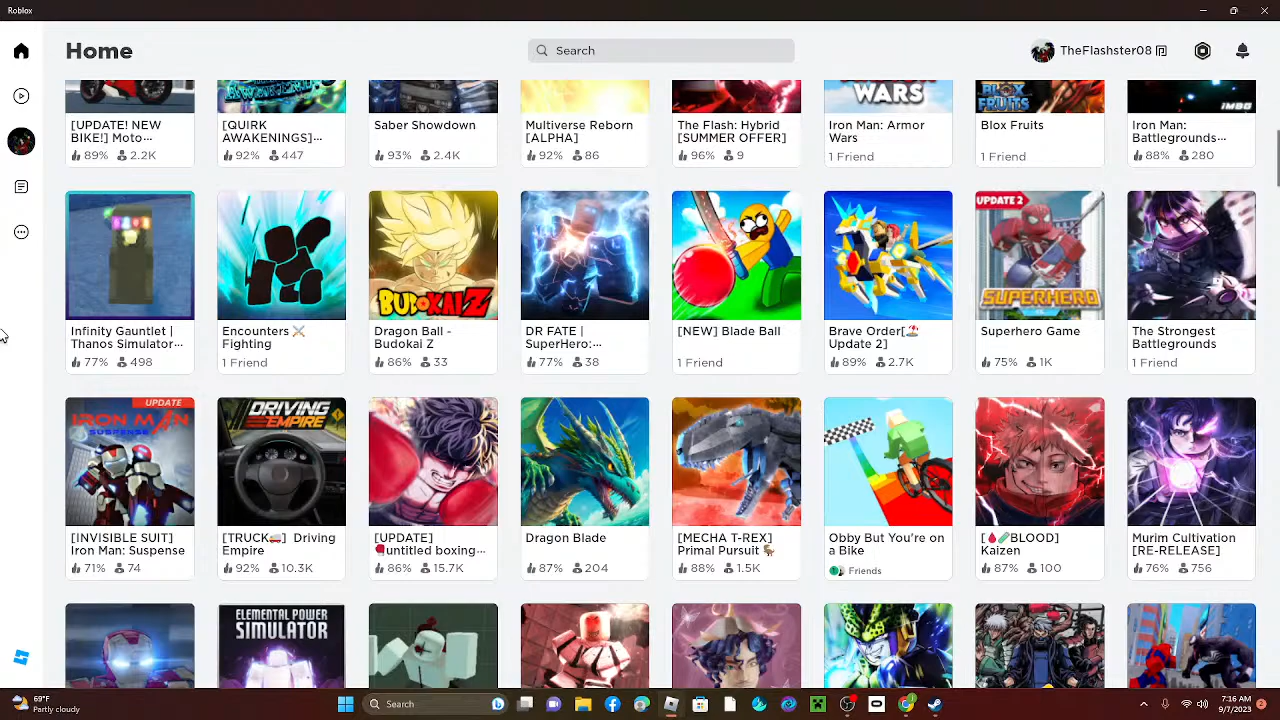 Roblox
Home
Search
TheFlashster08
WARS
BLOX
FRUITS
iMBG
[UPDATE! NEW
BIKE!] Moto...
89% 2.2K
[QUIRK
AWAKENINGS]...
92% 447
Saber Showdown
93% 2.4K
Multiverse Reborn
[ALPHA]
92% 86
The Flash: Hybrid
[SUMMER OFFER]
96% 9
Iron Man: Armor
Wars
1 Friend
Blox Fruits
1 Friend
Iron Man:
Battlegrounds...
88% 280
BUDOKAI Z
UPDATE 2
SUPERHERO
Infinity Gauntlet |
Thanos Simulator...
77% 498
Encounters ⚔️
Fighting
1 Friend
Dragon Ball -
Budokai Z
86% 33
DR FATE |
SuperHero:...
77% 38
[NEW] Blade Ball
1 Friend
Brave Order[🏖️
Update 2]
89% 2.7K
Superhero Game
75% 1K
The Strongest
Battlegrounds
1 Friend
UPDATE
IRON MAN
SUSPENSE
DRIVING
EMPIRE
[INVISIBLE SUIT]
Iron Man: Suspense
71% 74
[TRUCK🚚] Driving
Empire
92% 10.3K
[UPDATE]
🥊untitled boxing...
86% 15.7K
Dragon Blade
87% 204
[MECHA T-REX]
Primal Pursuit 🦖
88% 1.5K
Obby But You're on
a Bike
Friends
[🩸🧪BLOOD]
Kaizen
87% 100
Murim Cultivation
[RE-RELEASE]
76% 756
ELEMENTAL POWER
SIMULATOR
59°F
Partly cloudy
Search
7:16 AM
9/7/2023